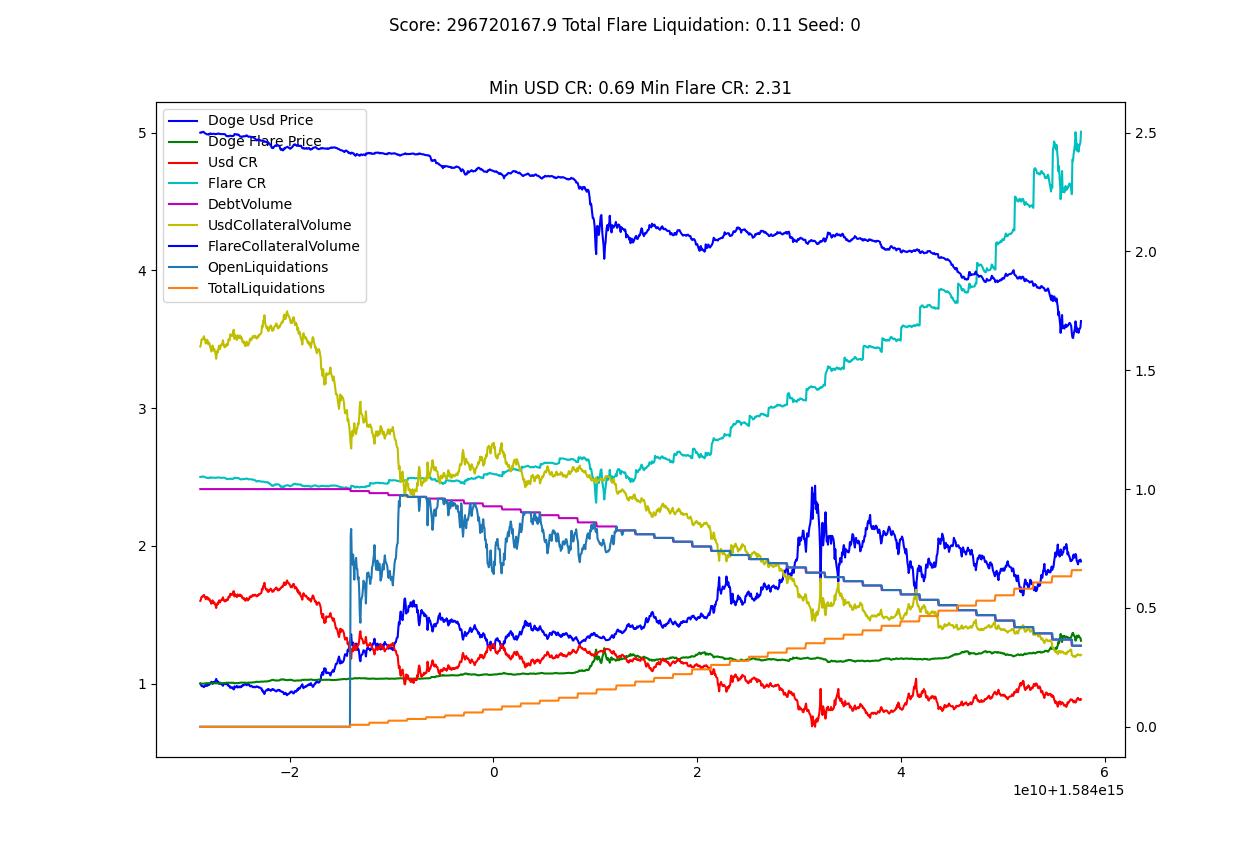 Score: 296720167.9 Total Flare Liquidation: 0.11 Seed: 0
Min USD CR: 0.69 Min Flare CR: 2.31
Doge Usd Price
Doge Flare Price
Usd CR
Flare CR
DebtVolume
UsdCollateralVolume
FlareCollateralVolume
OpenLiquidations
TotalLiquidations
5
4
3
2
1
2.5
2.0
1.5
1.0
0.5
0.0
−2 0 2 4 6
1e10+1.584e15